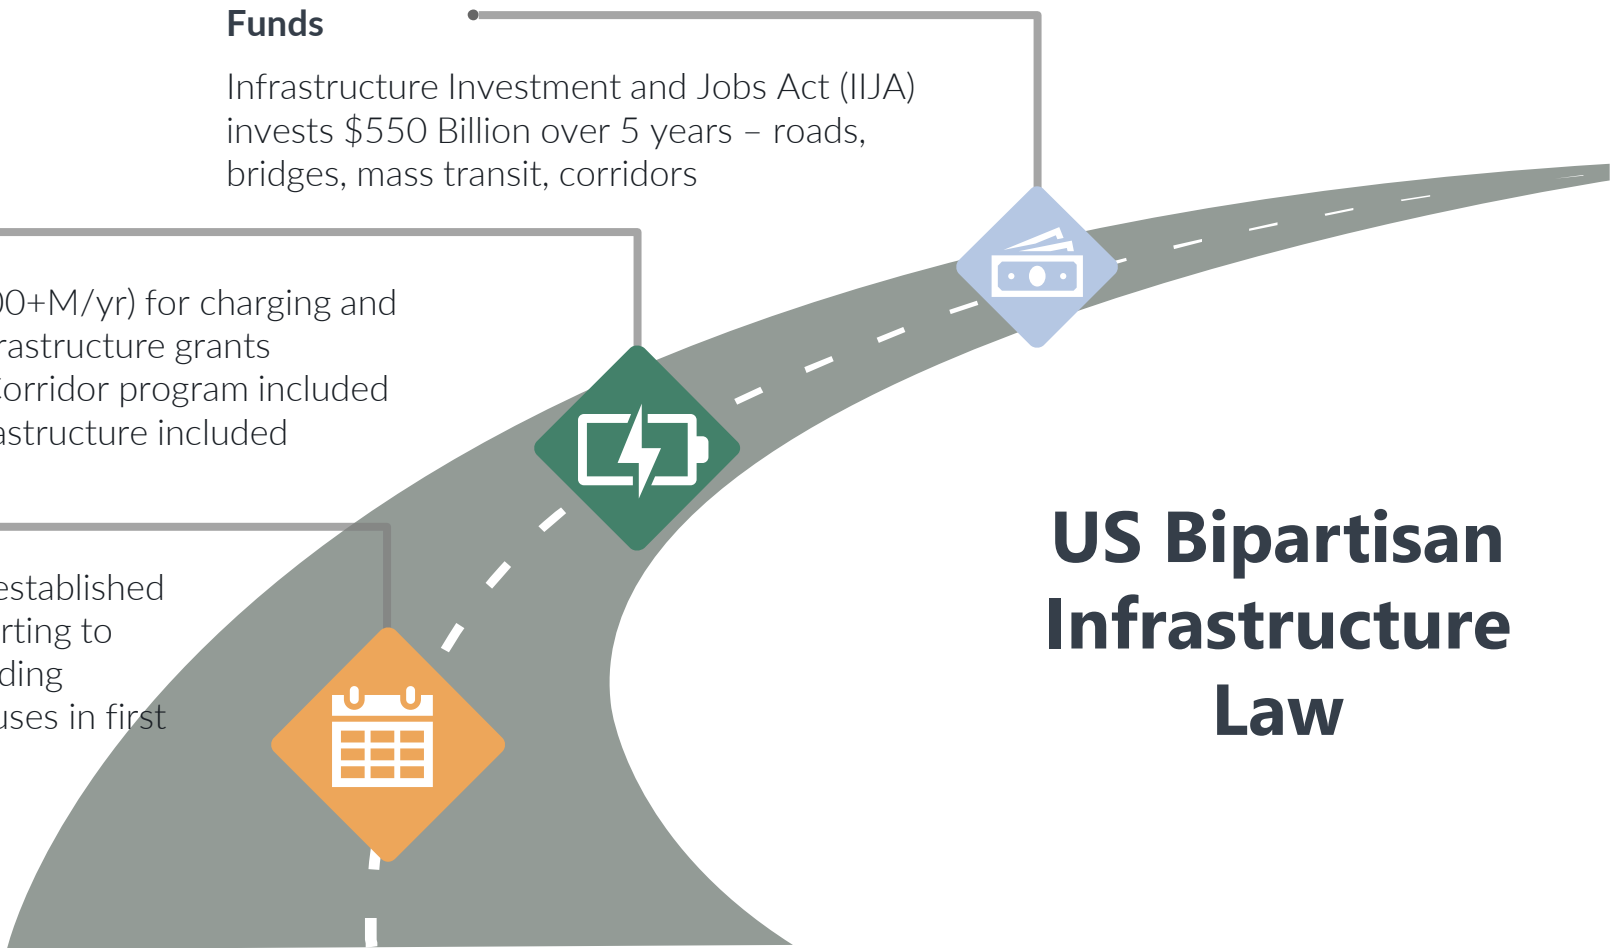 Funds
Infrastructure Investment and Jobs Act (IIJA)
invests $550 Billion over 5 years – roads,
bridges, mass transit, corridors
00+M/yr) for charging and
rastructure grants
Corridor program included
astructure included
established
rting to
ding
uses in first
US Bipartisan
Infrastructure
Law